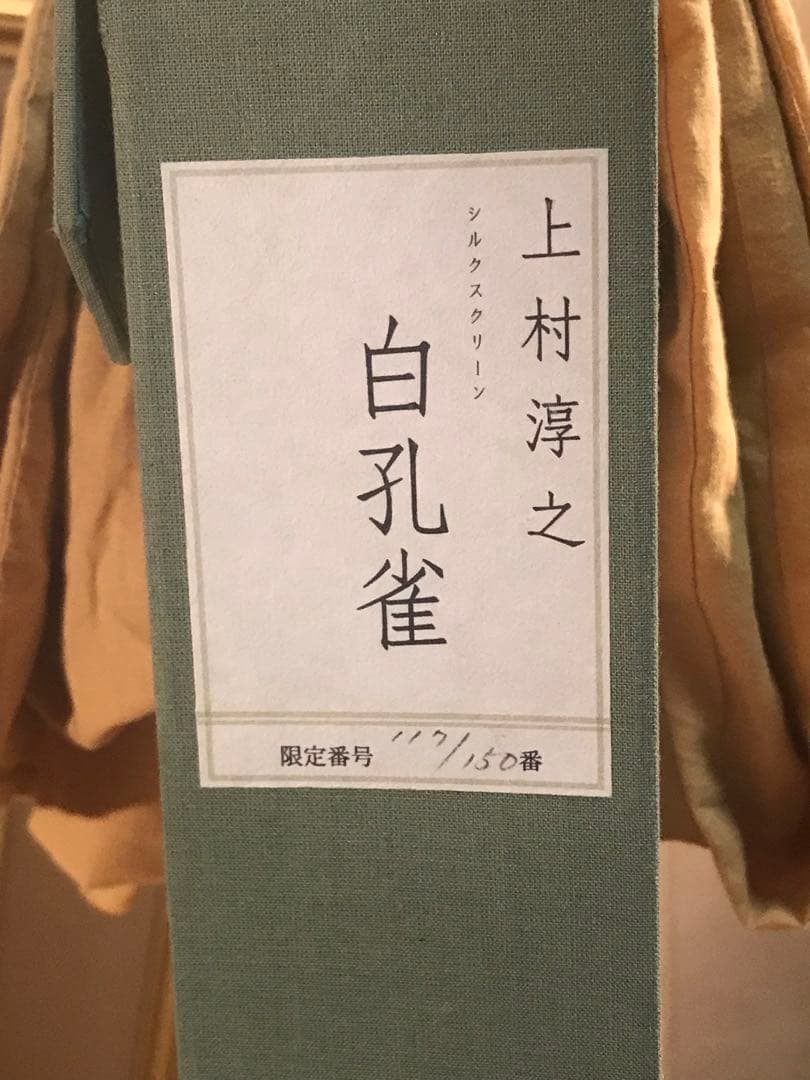 上村淳之
シルクスクリーン
白孔雀
限定番号 117/150番